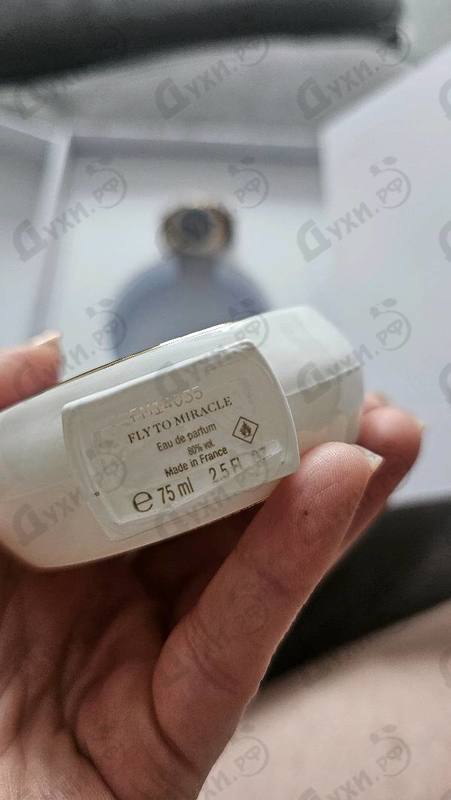 FM14035
FLY TO MIRACLE
Eau de parfum
80% vol.
Made in France
e 75 ml 2.5 Fl. oz
Духи.рф